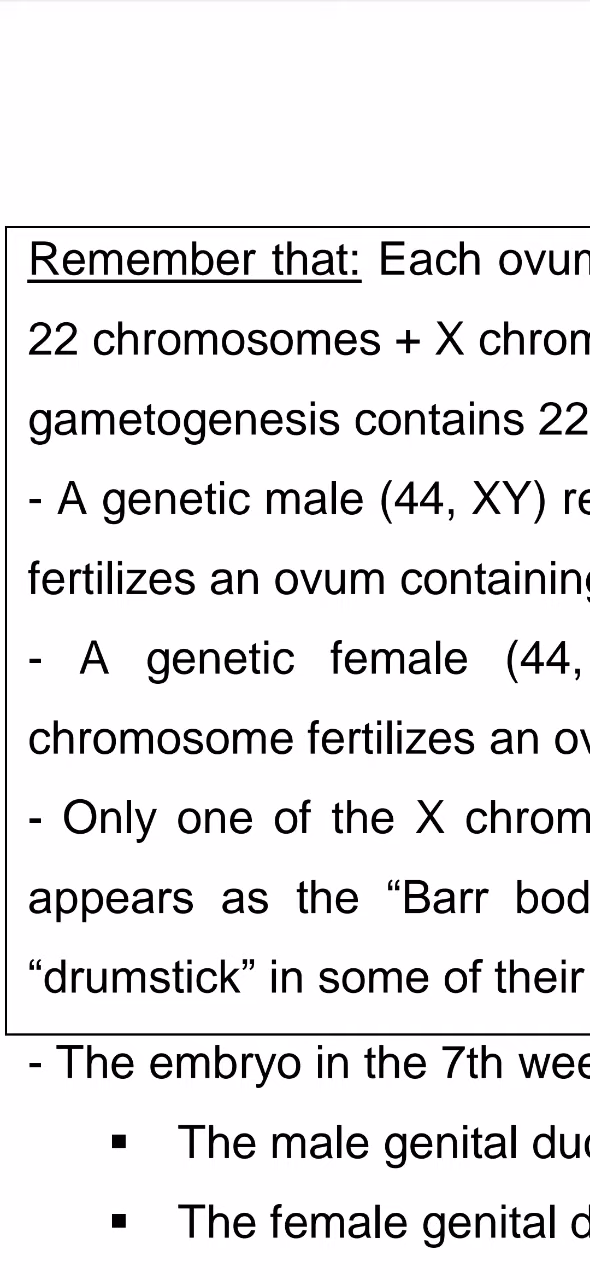 Remember that: Each ovum
22 chromosomes + X chrom
gametogenesis contains 22
- A genetic male (44, XY) re
fertilizes an ovum containing
- A genetic female (44,
chromosome fertilizes an ov
- Only one of the X chrom
appears as the “Barr bod
“drumstick” in some of their
- The embryo in the 7th wee
▪ The male genital duc
▪ The female genital d